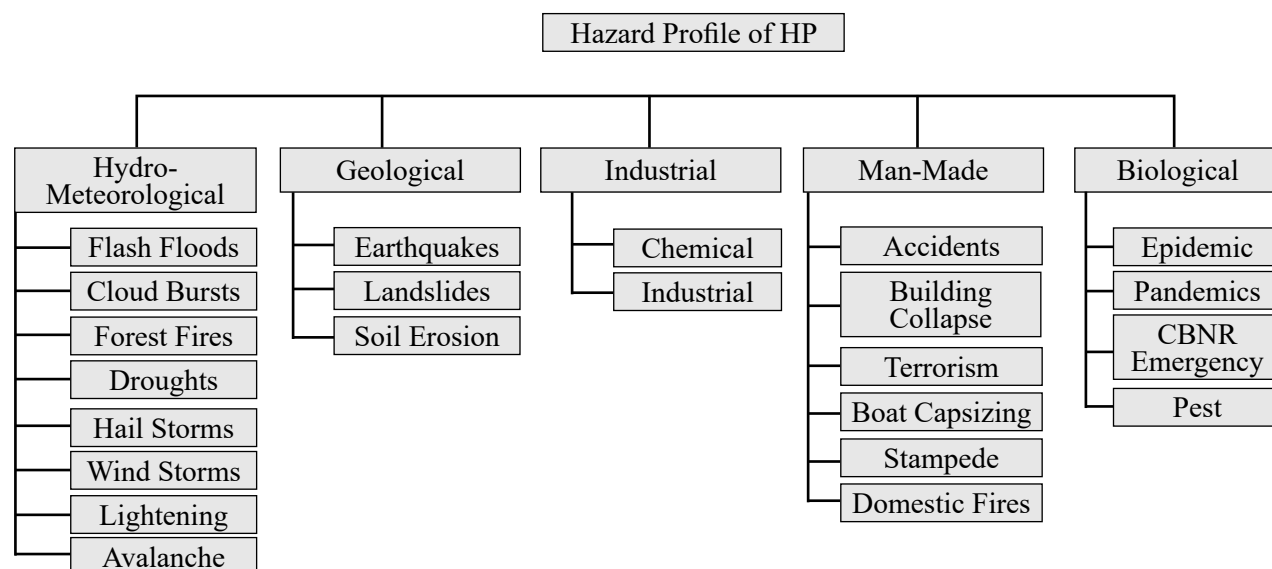 Hazard Profile of HP
Hydro-
Meteorological
Flash Floods
Cloud Bursts
Forest Fires
Droughts
Hail Storms
Wind Storms
Lightening
Avalanche
Geological
Earthquakes
Landslides
Soil Erosion
Industrial
Chemical
Industrial
Man-Made
Accidents
Building
Collapse
Terrorism
Boat Capsizing
Stampede
Domestic Fires
Biological
Epidemic
Pandemics
CBNR
Emergency
Pest